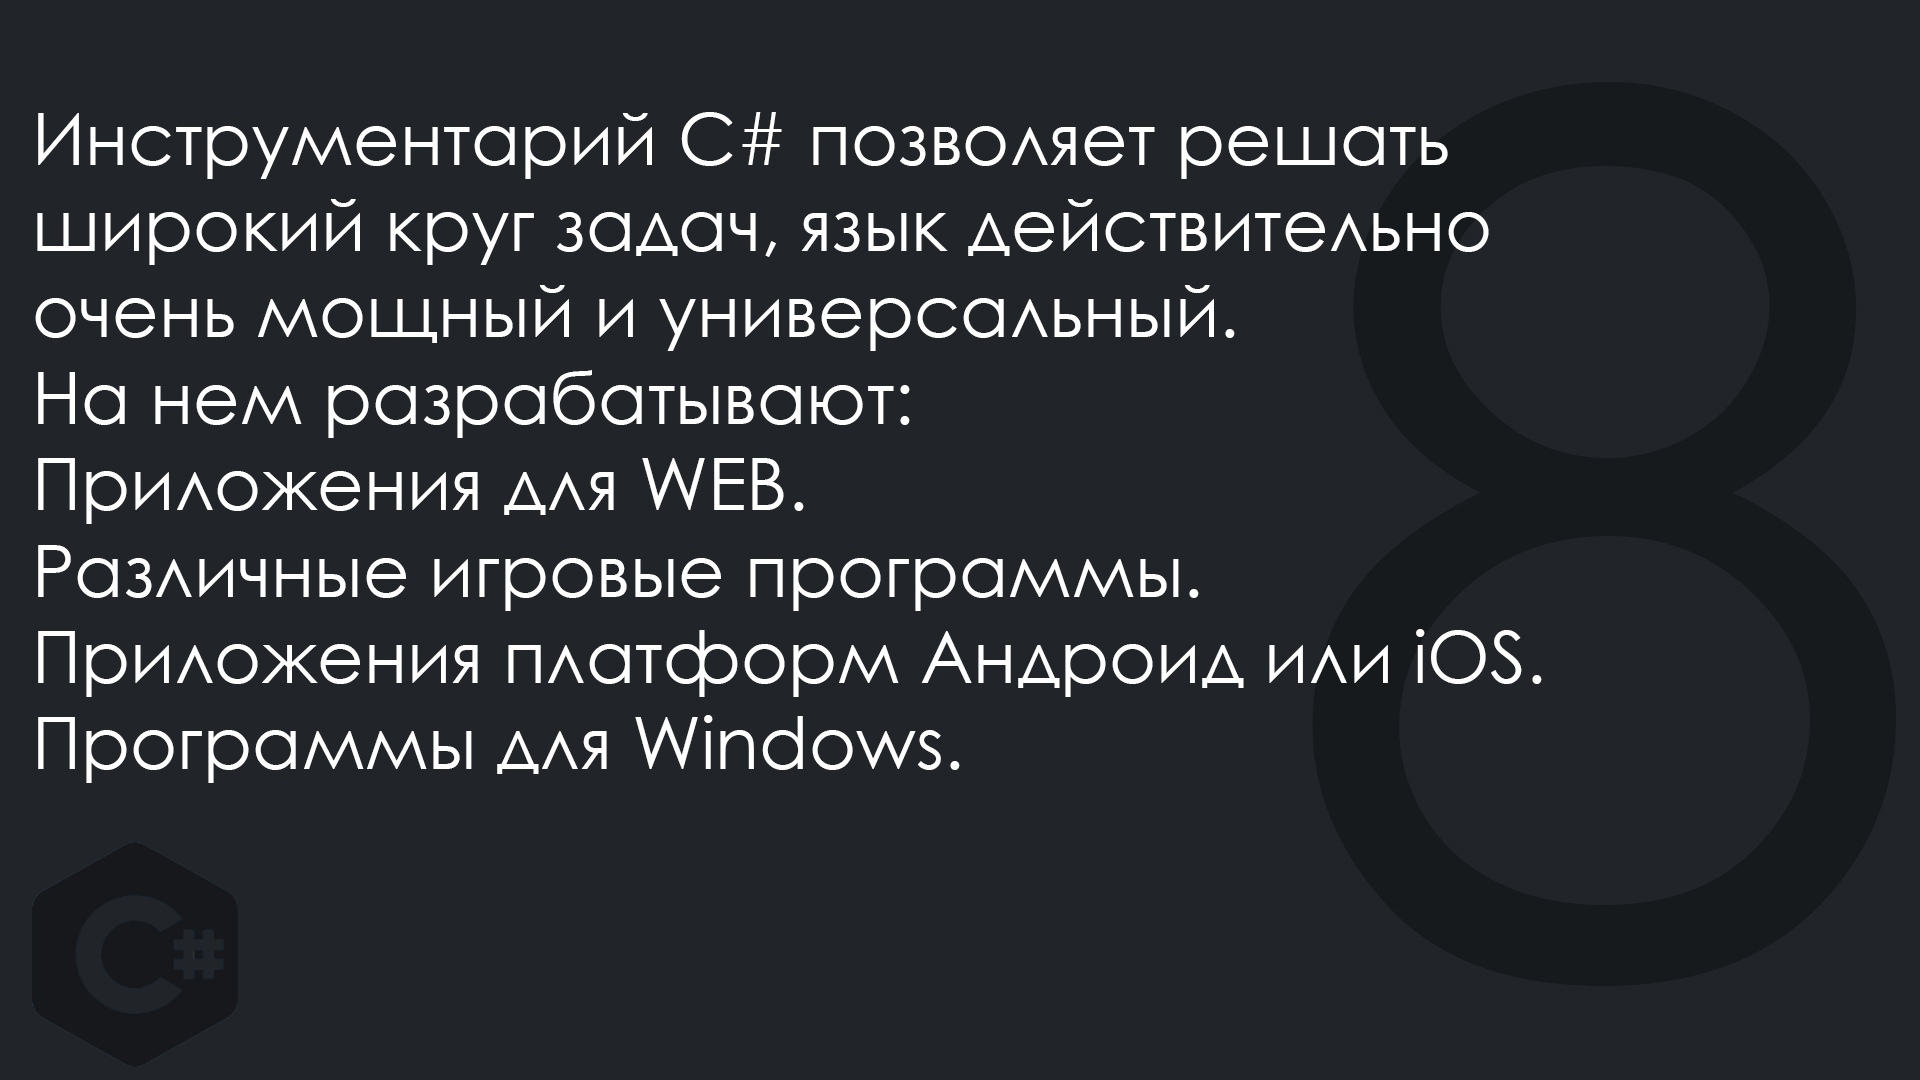 Инструментарий C# позволяет решать
широкий круг задач, язык действительно
очень мощный и универсальный.
На нем разрабатывают:
Приложения для WEB.
Различные игровые программы.
Приложения платформ Андроид или iOS.
Программы для Windows.
8
C#